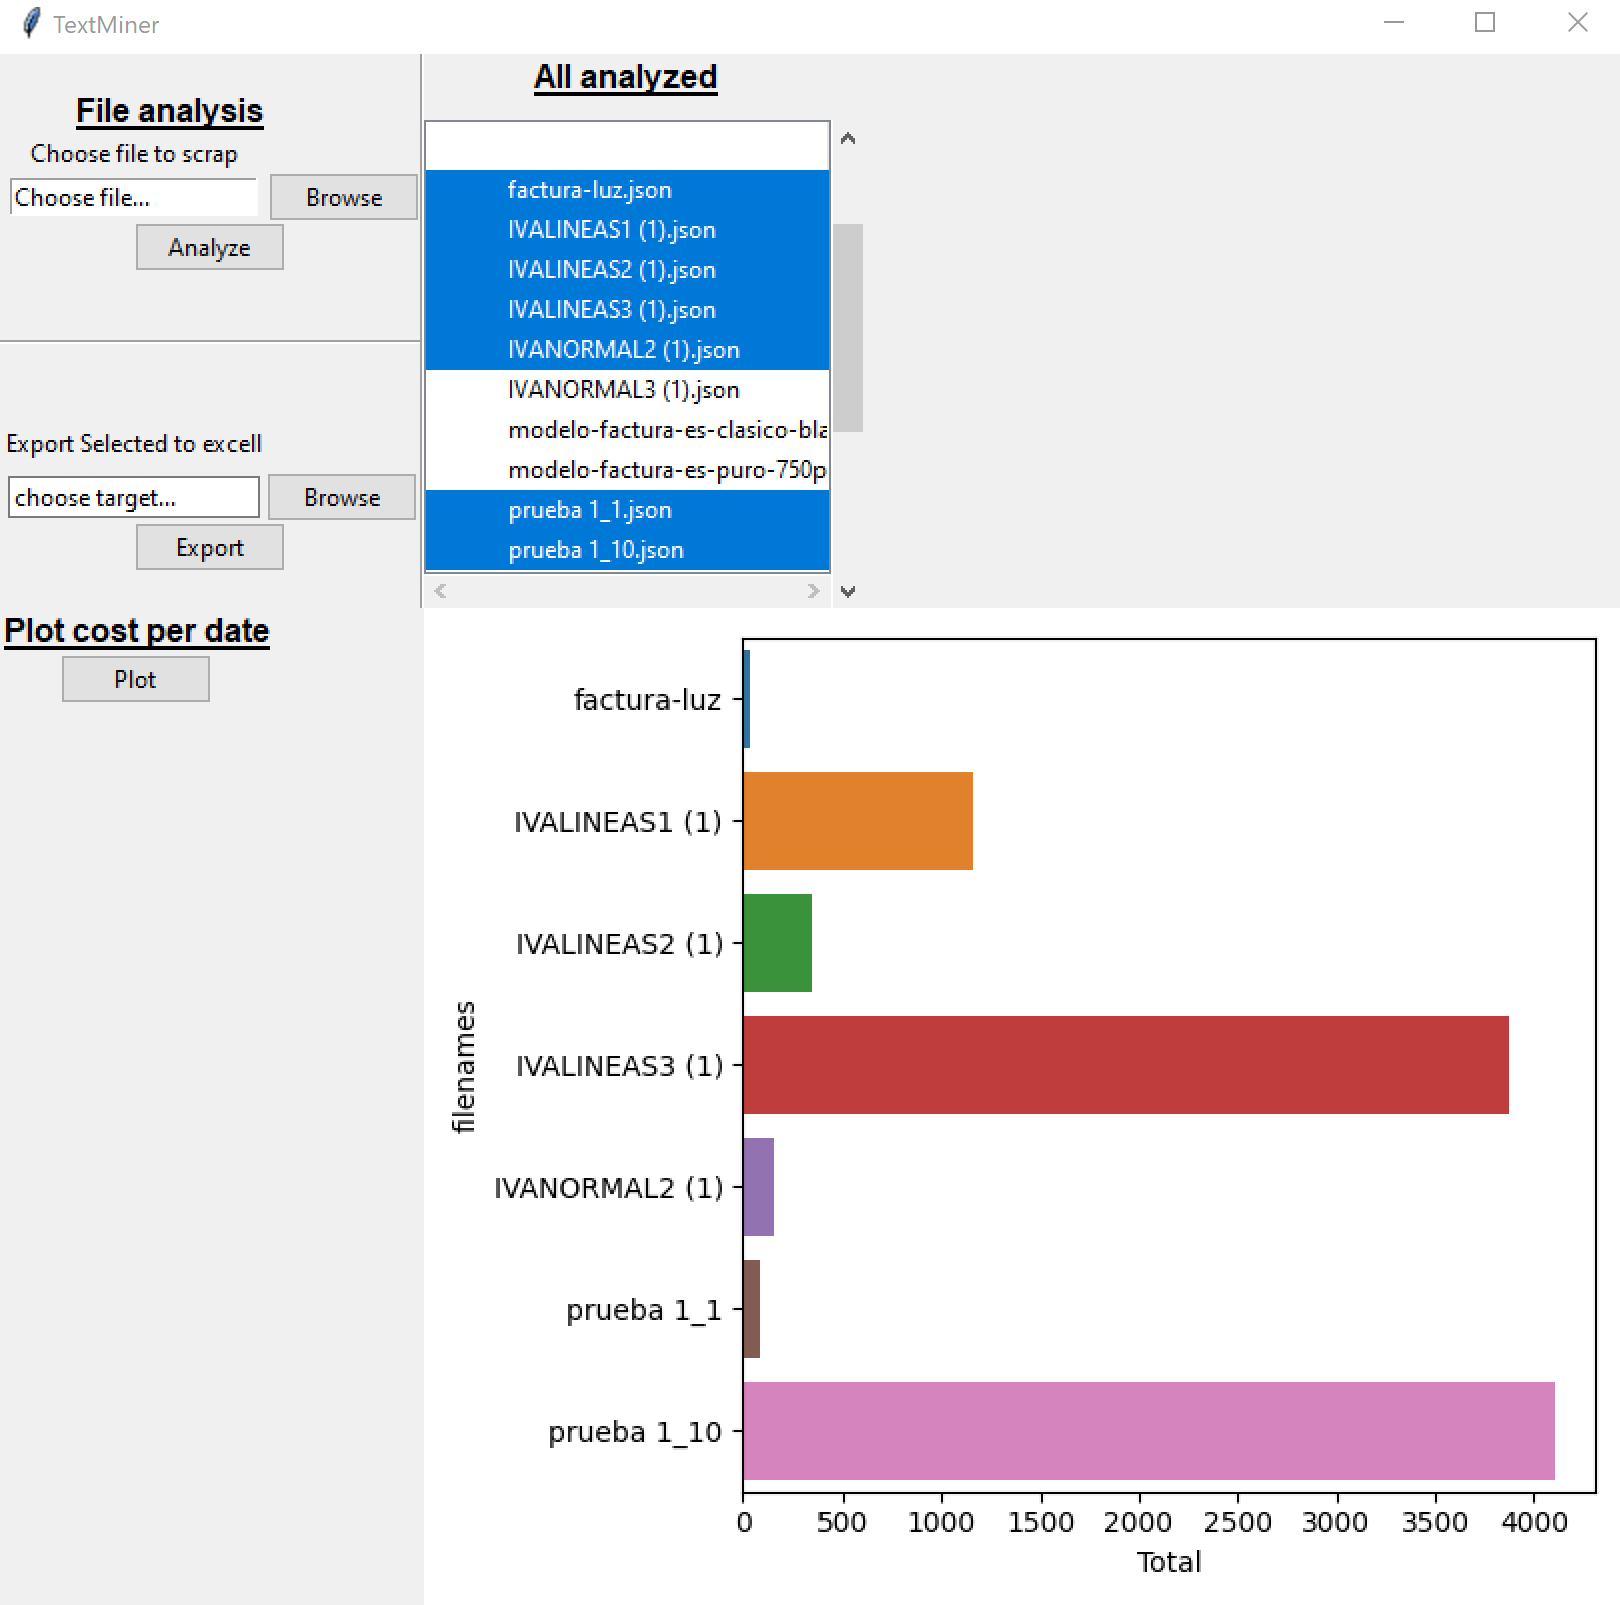 TextMiner
File analysis
Choose file to scrap
Choose file...
Browse
Analyze
Export Selected to excell
choose target...
Browse
Export
Plot cost per date
Plot
All analyzed
factura-luz.json
IVALINEAS1 (1).json
IVALINEAS2 (1).json
IVALINEAS3 (1).json
IVANORMAL2 (1).json
IVANORMAL3 (1).json
modelo-factura-es-clasico-bla
modelo-factura-es-puro-750p
prueba 1_1.json
prueba 1_10.json
filenames
factura-luz
IVALINEAS1 (1)
IVALINEAS2 (1)
IVALINEAS3 (1)
IVANORMAL2 (1)
prueba 1_1
prueba 1_10
0 500 1000 1500 2000 2500 3000 3500 4000
Total